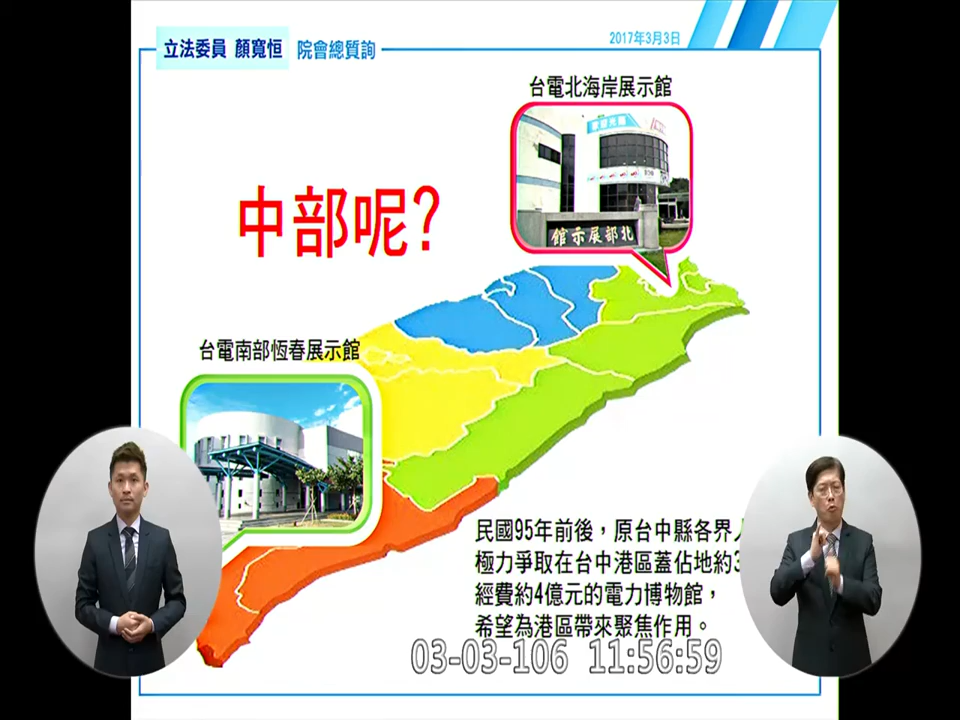 立法委員 顏寬恒 院會總質詢
2017年3月3日
台電北海岸展示館
北部展示館
中部呢?
台電南部恆春展示館
民國95年前後，原台中縣各界
極力爭取在台中港區蓋佔地約3
經費約4億元的電力博物館，
希望為港區帶來聚焦作用。
03-03-106 11:56:59